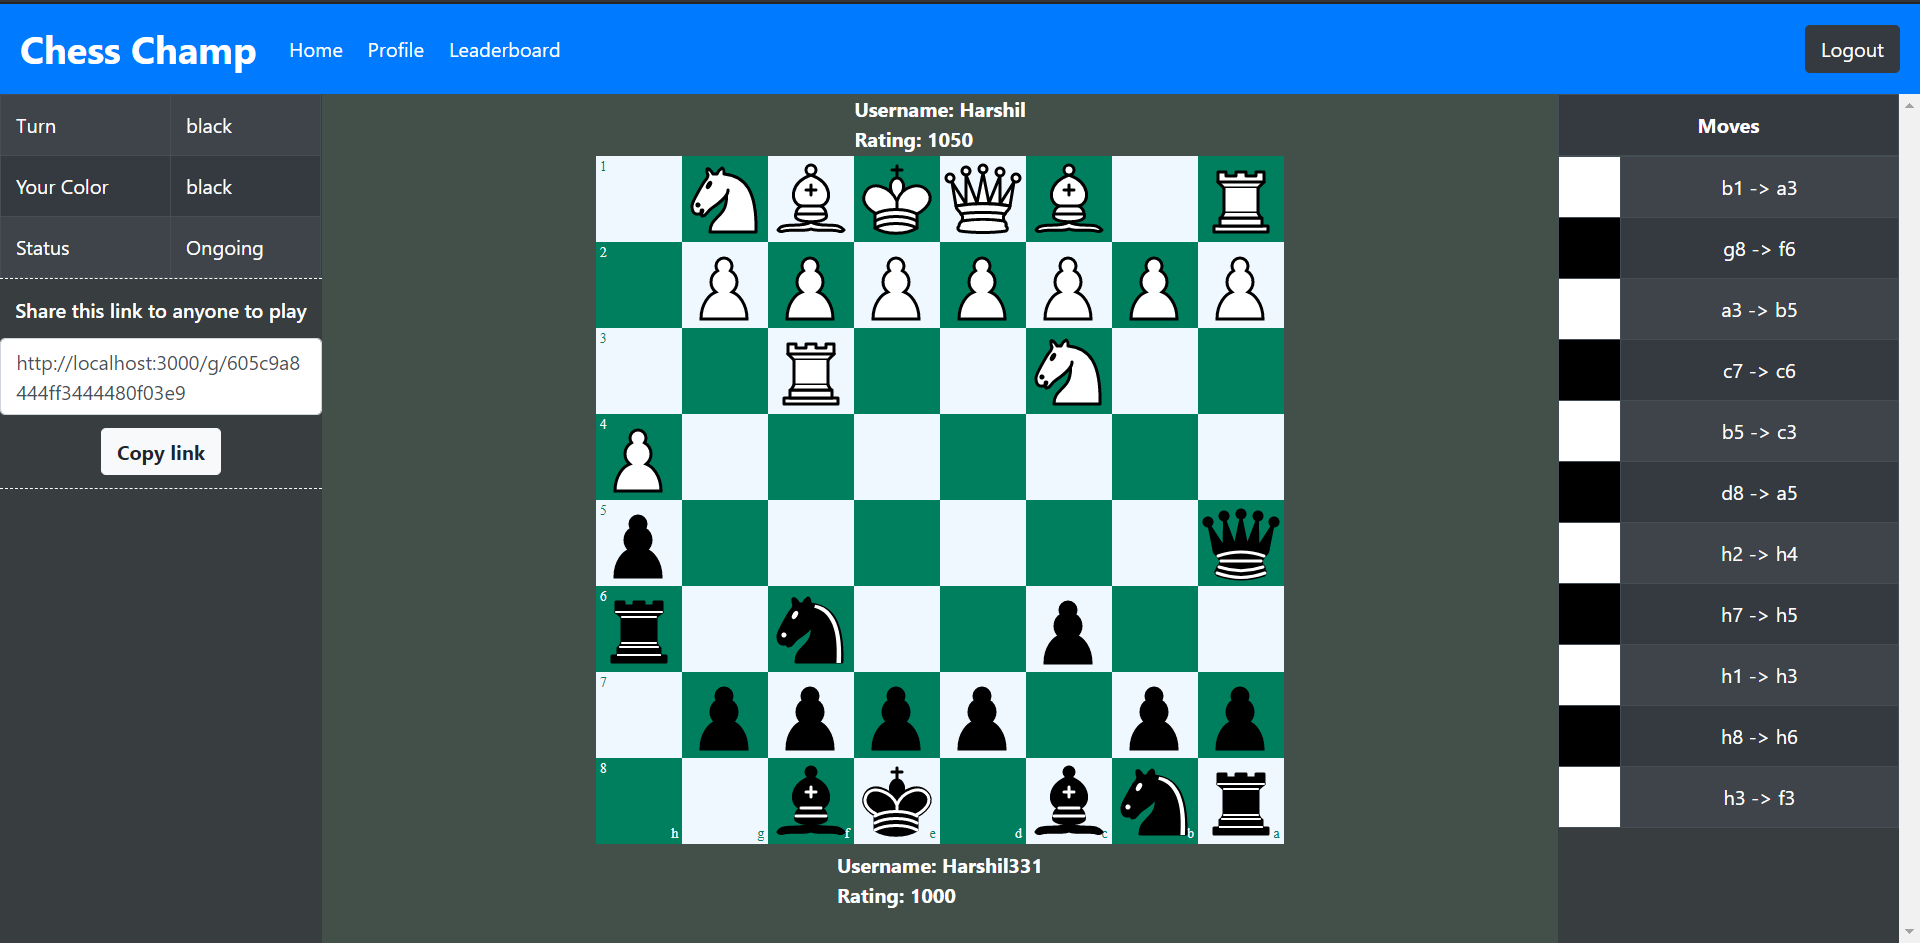 Chess Champ Home Profile Leaderboard Logout
Turn black
Your Color black
Status Ongoing
Share this link to anyone to play
http://localhost:3000/g/605c9a8
444ff3444480f03e9
Copy link
Username: Harshil
Rating: 1050
1
2
3
4
5
6
7
8
h g f e d c b a
Username: Harshil331
Rating: 1000
Moves
b1 -> a3
g8 -> f6
a3 -> b5
c7 -> c6
b5 -> c3
d8 -> a5
h2 -> h4
h7 -> h5
h1 -> h3
h8 -> h6
h3 -> f3